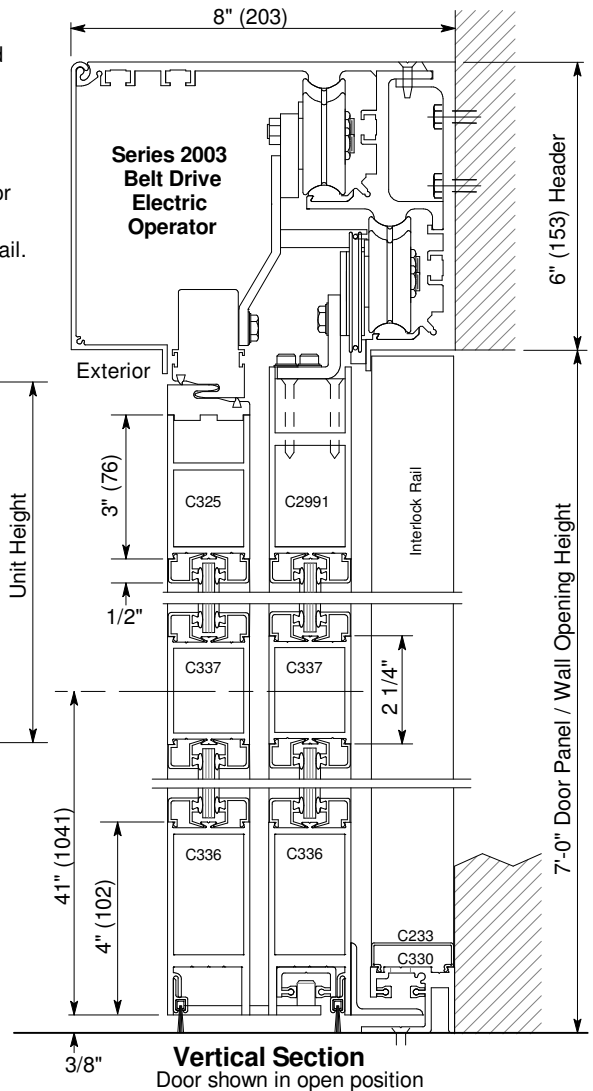 8" (203)
d
or
ail.
Series 2003
Belt Drive
Electric
Operator
6" (153) Header
Exterior
Unit Height
3" (76)
C325
C2991
Interlock Rail
1/2"
C337
C337
2 1/4"
7'-0" Door Panel / Wall Opening Height
41" (1041)
4" (102)
C336
C336
C233
C330
3/8"
Vertical Section
Door shown in open position